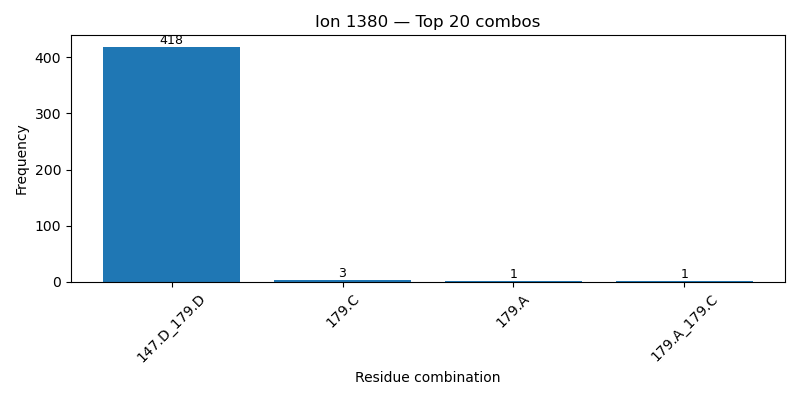 Ion 1380 — Top 20 combos
418
3
1
1
400
300
200
100
0
Frequency
147.D_179.D
179.C
179.A
179.A_179.C
Residue combination